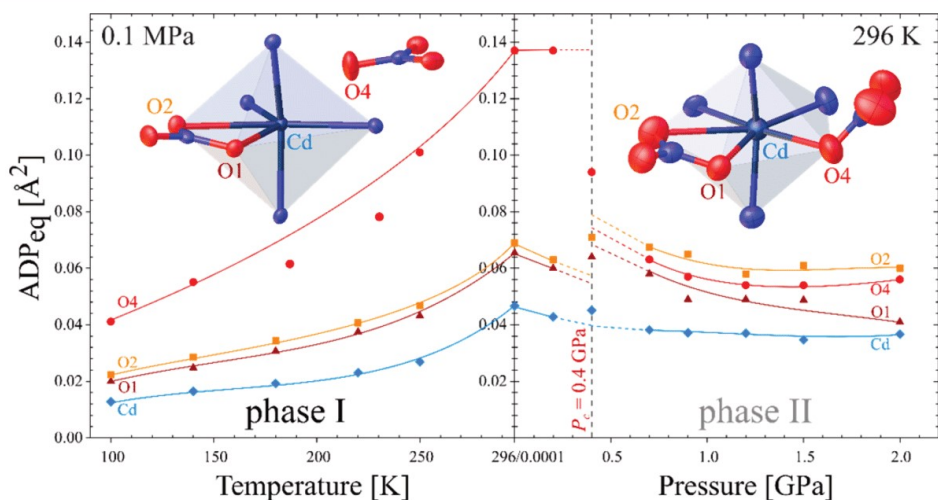 0.1 MPa
296 K
0.14
0.12
0.10
0.08
0.06
0.04
0.02
0.00
ADPeq [Å²]
O4
O2
Cd
O1
O2
Cd
O1
O4
0.14
0.12
0.10
0.08
0.06
0.04
0.02
0.00
O4
O2
O1
Cd
O2
O4
O1
Cd
Pc = 0.4 GPa
phase I
phase II
100 150 200 250 296/0.0001 0.5 1.0 1.5 2.0
Temperature [K]
Pressure [GPa]